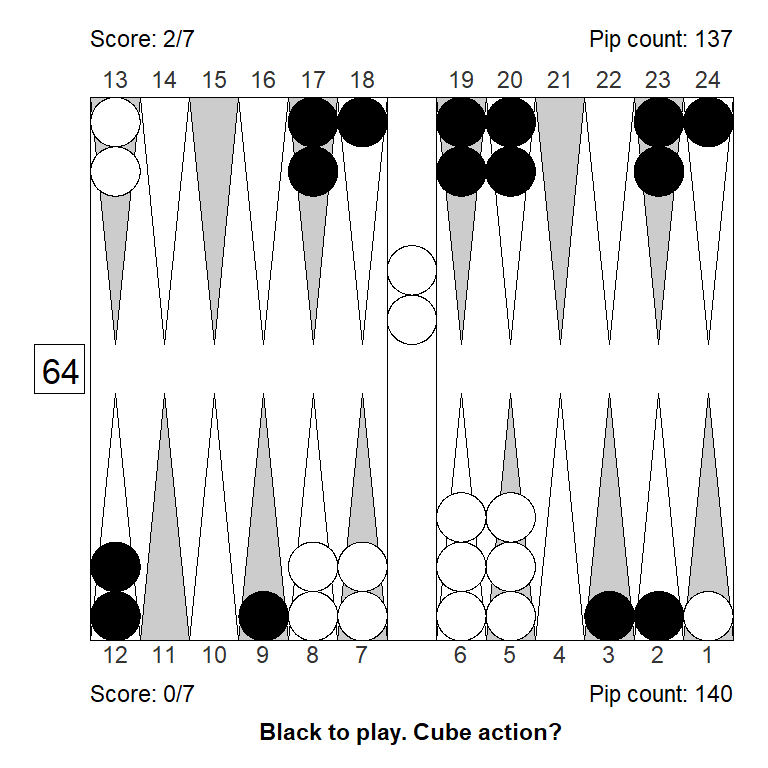 Score: 2/7 Pip count: 137
13 14 15 16 17 18 19 20 21 22 23 24
64
12 11 10 9 8 7 6 5 4 3 2 1
Score: 0/7 Pip count: 140
Black to play. Cube action?